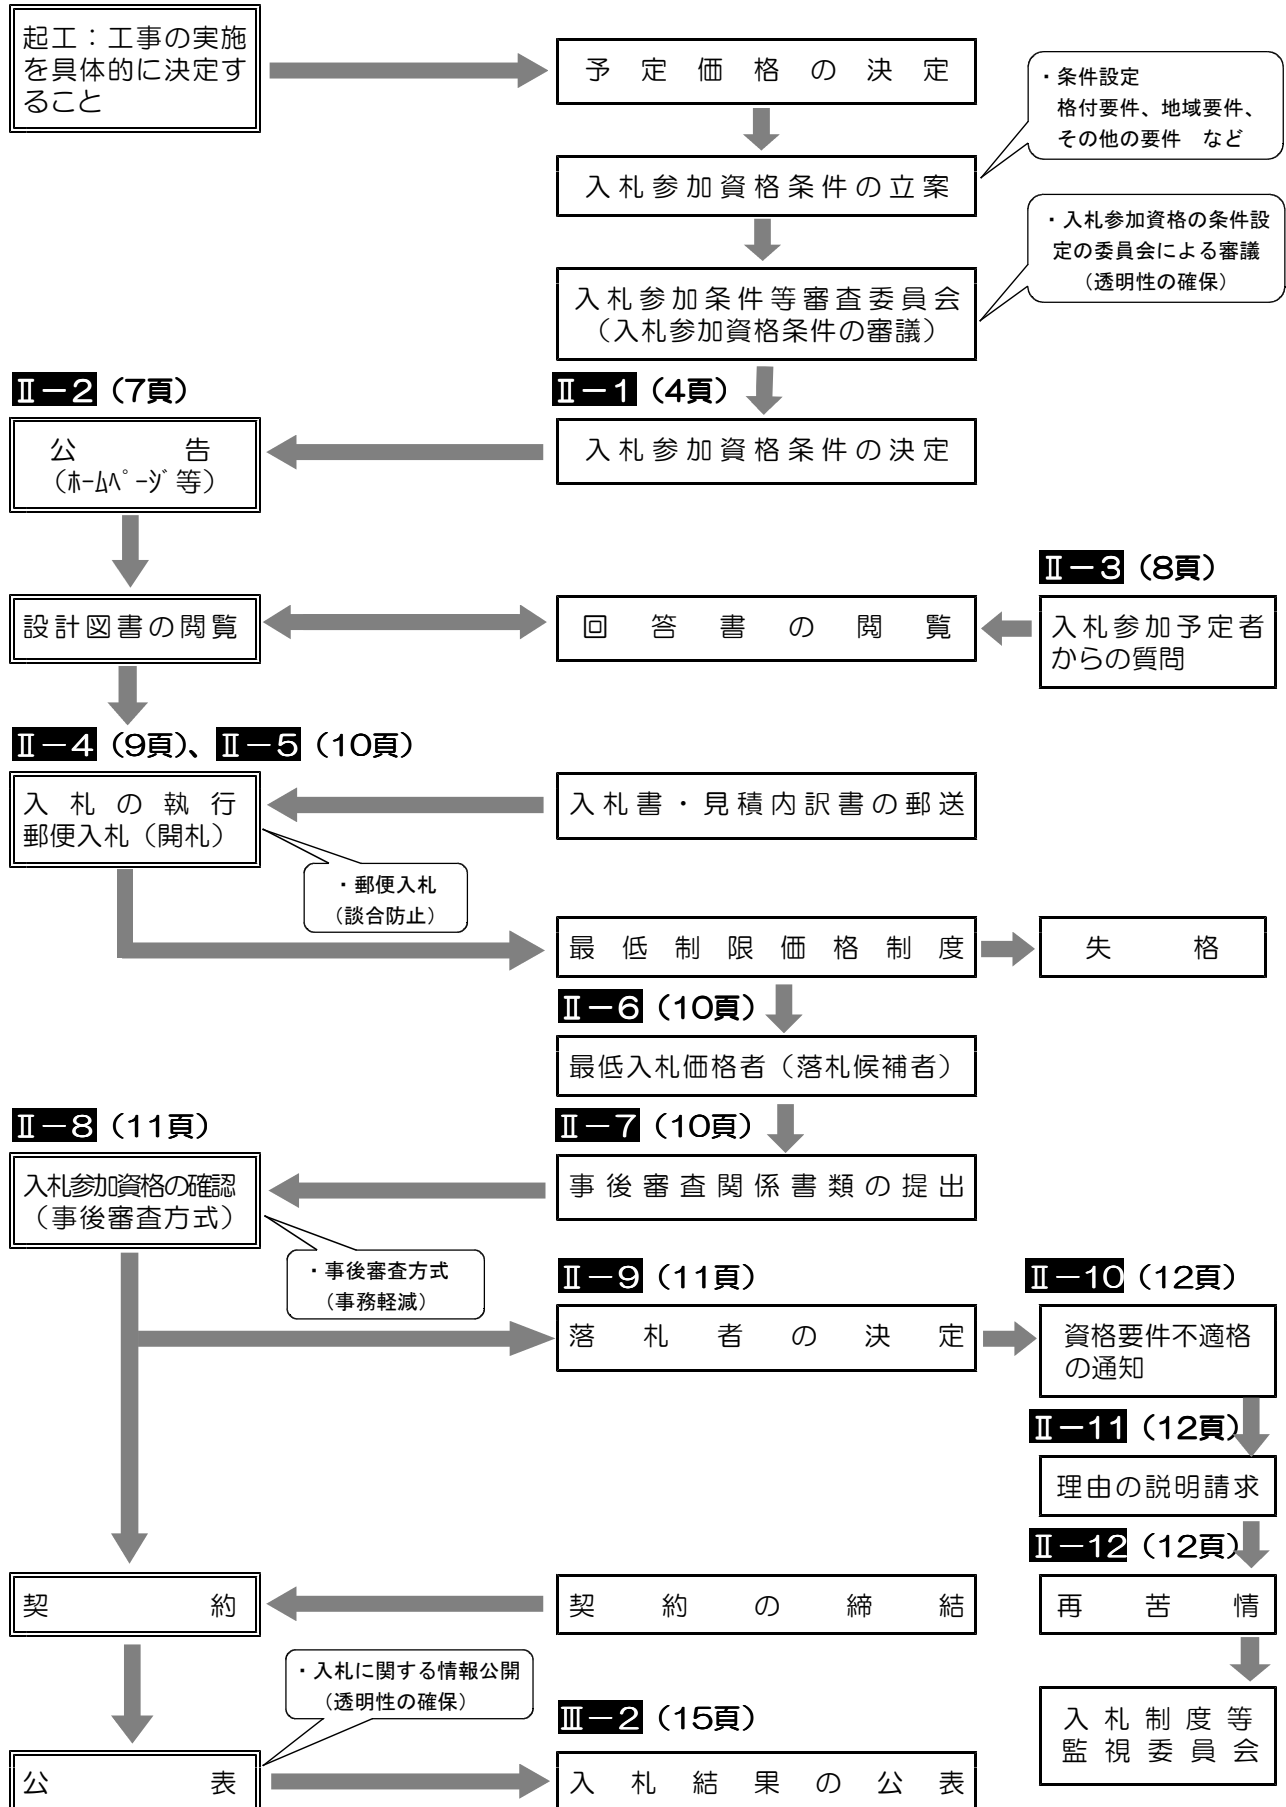 起工：工事の実施
を具体的に決定す
ること
予定価格の決定
・条件設定
格付要件、地域要件、
その他の要件　など
入札参加資格条件の立案
・入札参加資格の条件設
定の委員会による審議
（透明性の確保）
入札参加条件等審査委員会
（入札参加資格条件の審議）
Ⅱ－2（7頁）
Ⅱ－1（4頁）
公告
（ﾎｰﾑﾍﾟｰｼﾞ等）
入札参加資格条件の決定
Ⅱ－3（8頁）
設計図書の閲覧
回答書の閲覧
入札参加予定者
からの質問
Ⅱ－4（9頁）、Ⅱ－5（10頁）
入札の執行
郵便入札（開札）
入札書・見積内訳書の郵送
・郵便入札
（談合防止）
最低制限価格制度
失格
Ⅱ－6（10頁）
最低入札価格者（落札候補者）
Ⅱ－8（11頁）
Ⅱ－7（10頁）
入札参加資格の確認
（事後審査方式）
事後審査関係書類の提出
・事後審査方式
（事務軽減）
Ⅱ－9（11頁）
Ⅱ－10（12頁）
落札者の決定
資格要件不適格
の通知
Ⅱ－11（12頁）
理由の説明請求
Ⅱ－12（12頁）
契約
契約の締結
再苦情
・入札に関する情報公開
（透明性の確保）
Ⅲ－2（15頁）
入札制度等
監視委員会
公表
入札結果の公表